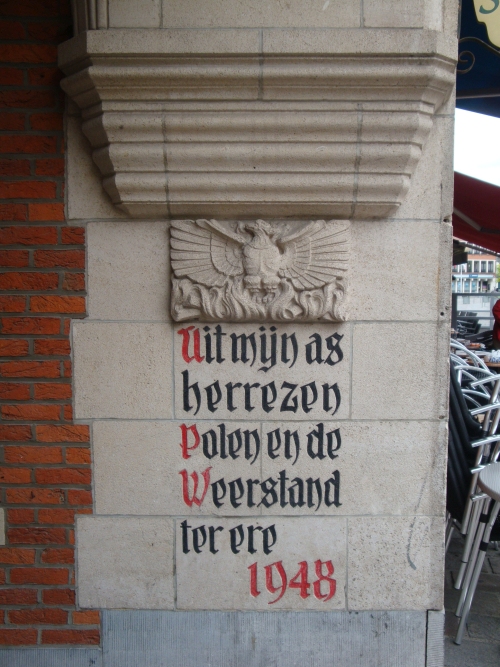 Uit mijn as
herrezen
Polen en de
Weerstand
ter ere
1948